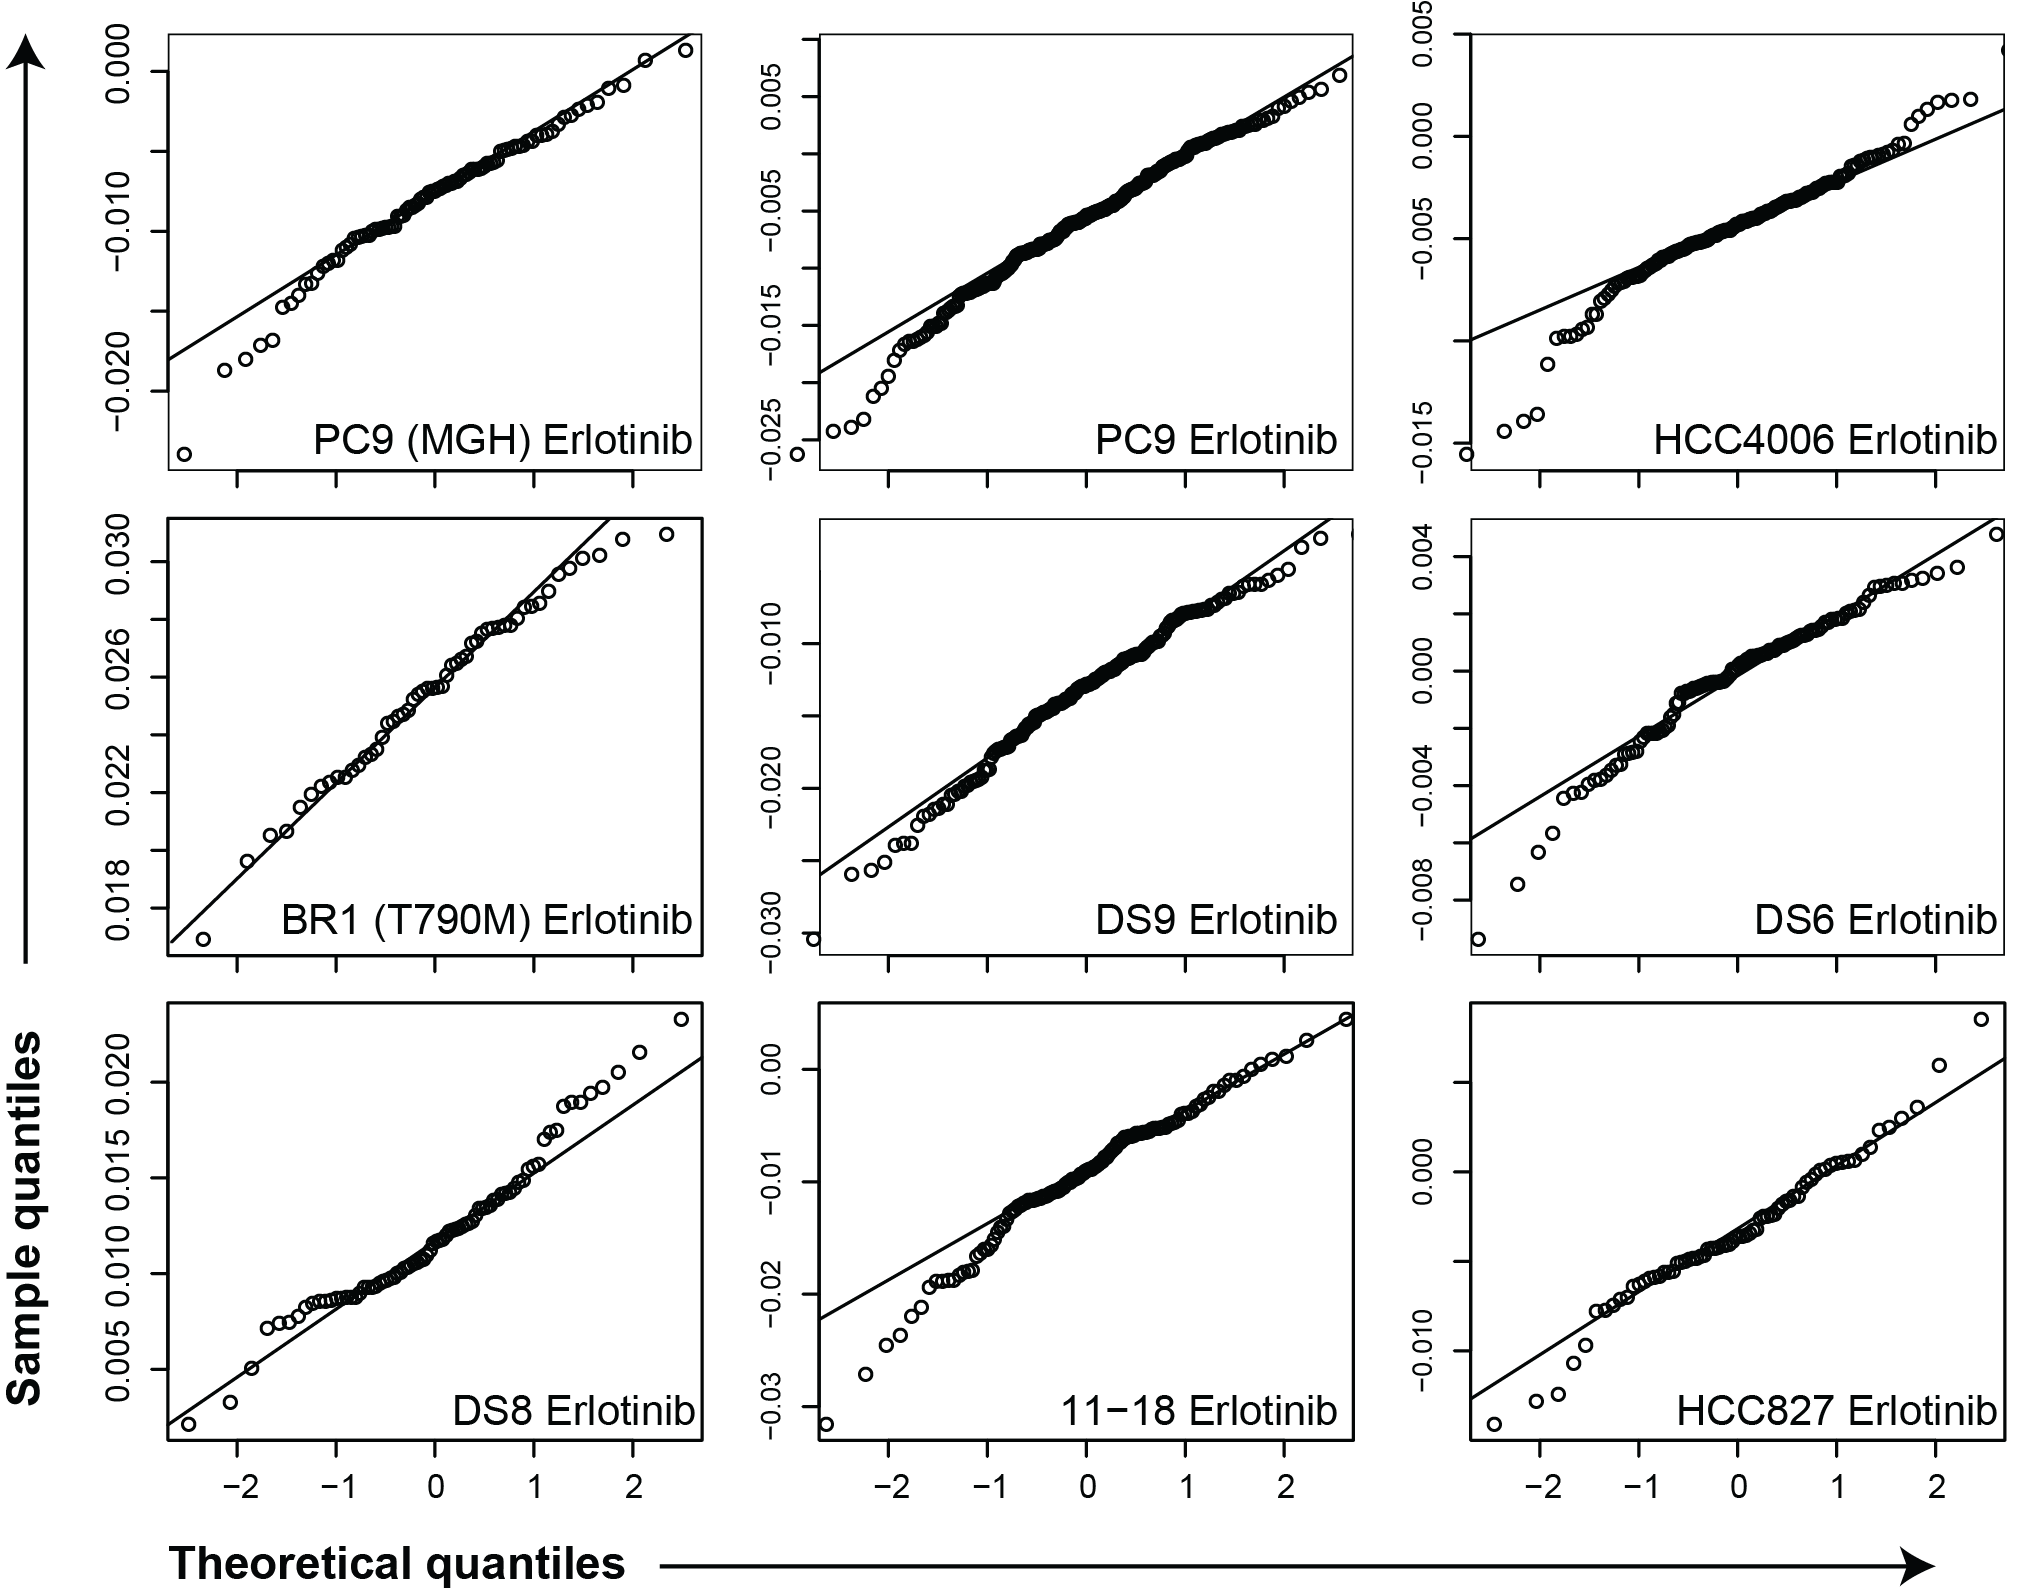 0.000
−0.010
−0.020
PC9 (MGH) Erlotinib
0.005
−0.005
−0.015
−0.025
PC9 Erlotinib
0.005
0.000
−0.005
−0.015
HCC4006 Erlotinib
0.030
0.026
0.022
0.018
BR1 (T790M) Erlotinib
−0.010
−0.020
−0.030
DS9 Erlotinib
0.004
0.000
−0.004
−0.008
DS6 Erlotinib
0.020
0.015
0.010
0.005
DS8 Erlotinib
0.00
−0.01
−0.02
−0.03
11−18 Erlotinib
0.000
−0.010
HCC827 Erlotinib
−2 −1 0 1 2
−2 −1 0 1 2
−2 −1 0 1 2
Sample quantiles
Theoretical quantiles